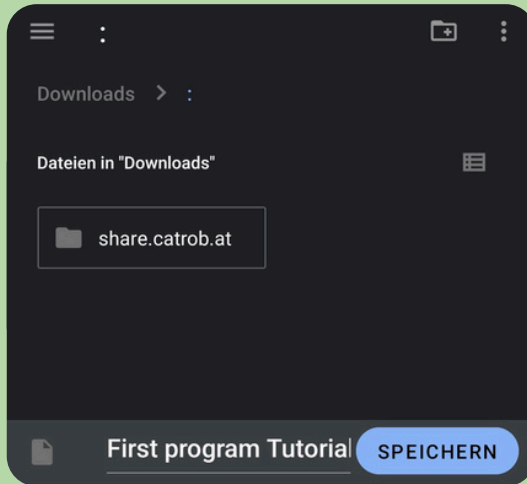 :
Downloads > :
Dateien in "Downloads"
share.catrob.at
First program Tutorial
SPEICHERN